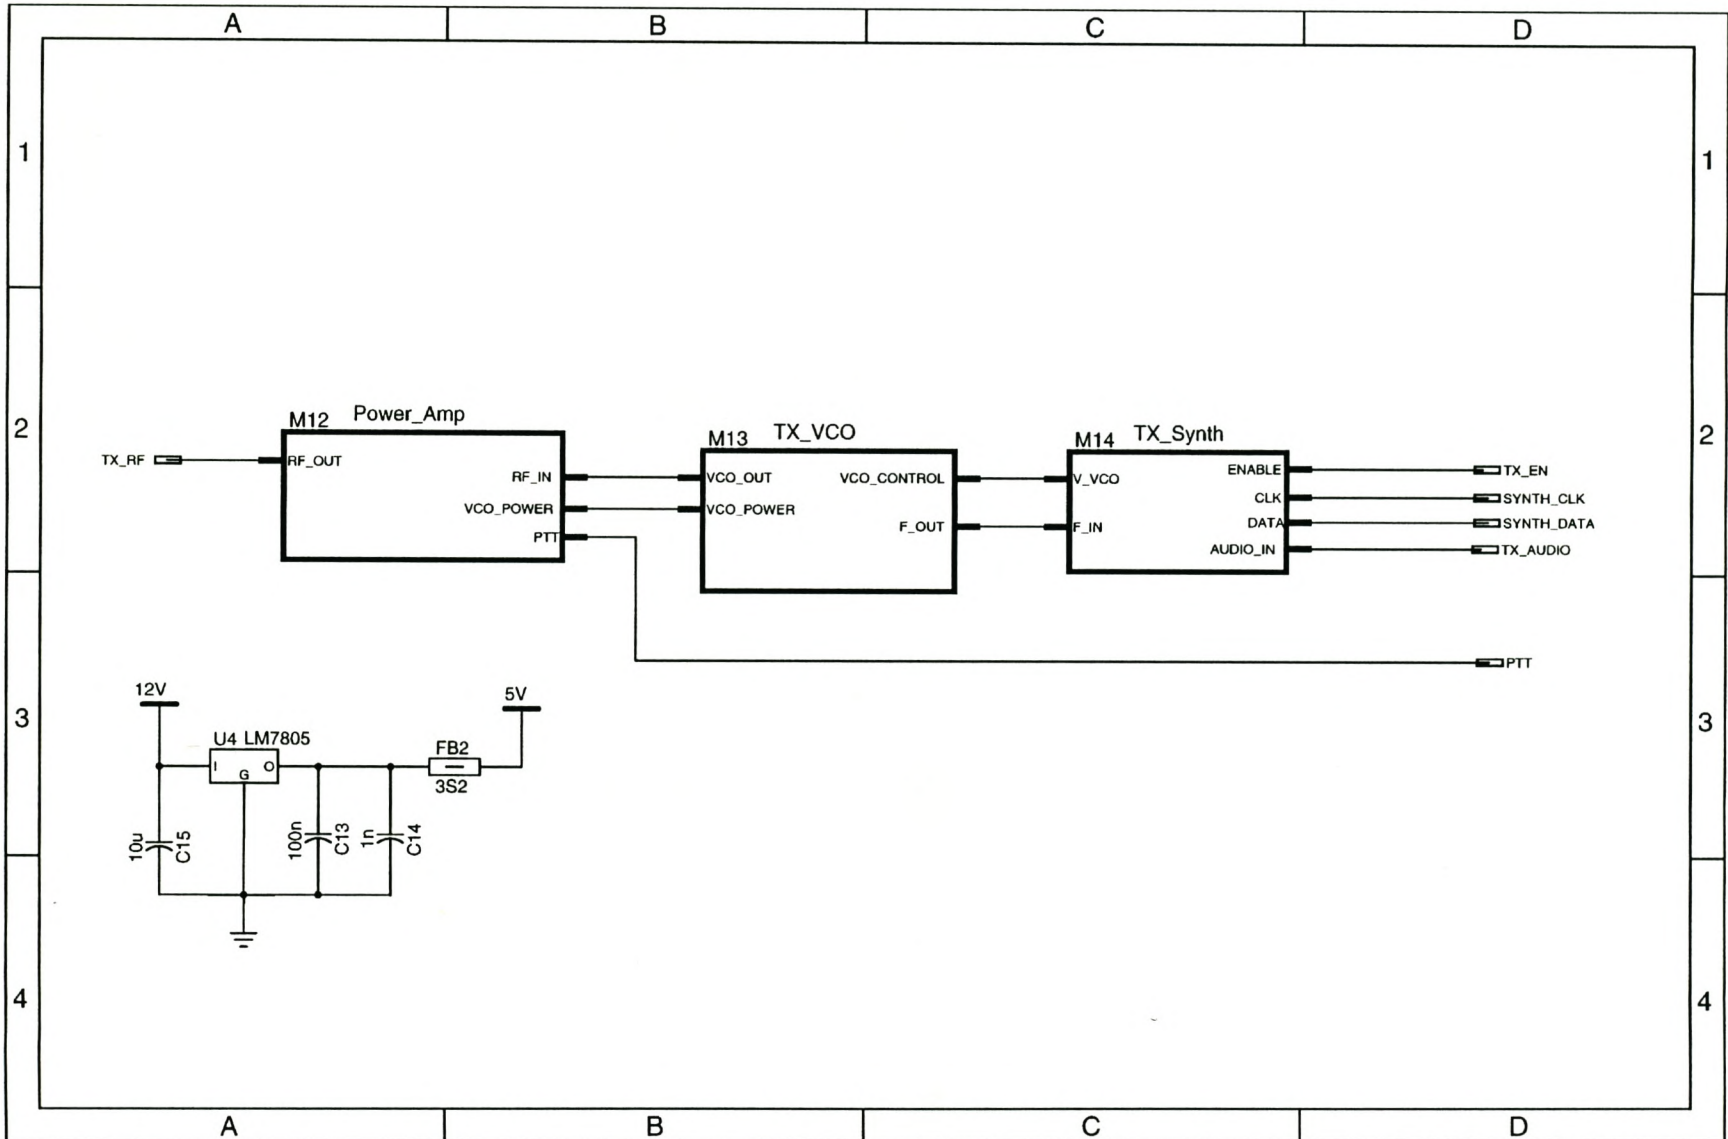 A B C D
1 1
M12 Power_Amp
TX_RF RF_OUT
RF_IN
VCO_POWER
PTT
M13 TX_VCO
VCO_OUT VCO_CONTROL
VCO_POWER
F_OUT
M14 TX_Synth
V_VCO ENABLE TX_EN
CLK SYNTH_CLK
F_IN DATA SYNTH_DATA
AUDIO_IN TX_AUDIO
2 2
PTT
12V
5V
U4 LM7805
I G O
FB2
3S2
10u C15
100n C13
1n C14
3 3
4 4
A B C D